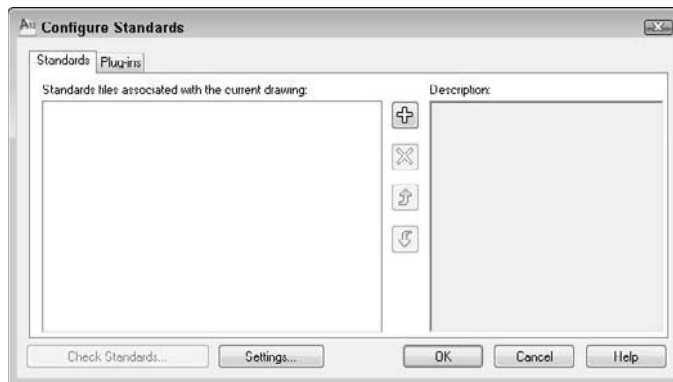 Configure Standards
Standards Plug-ins
Standards files associated with the current drawing: Description:
Check Standards... Settings... OK Cancel Help